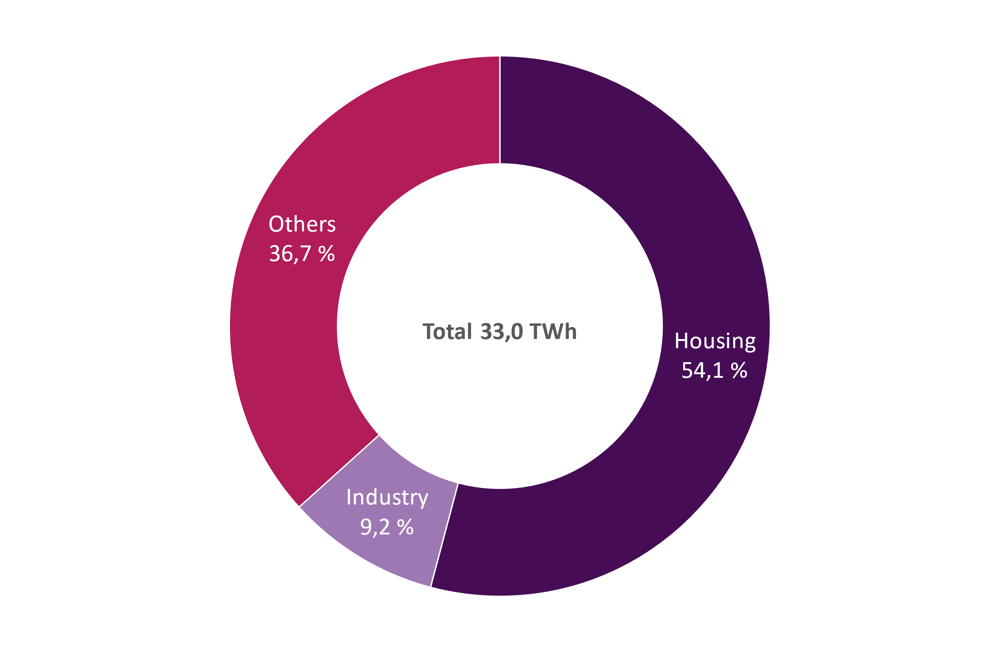 Others
36,7 %
Total 33,0 TWh
Housing
54,1 %
Industry
9,2 %